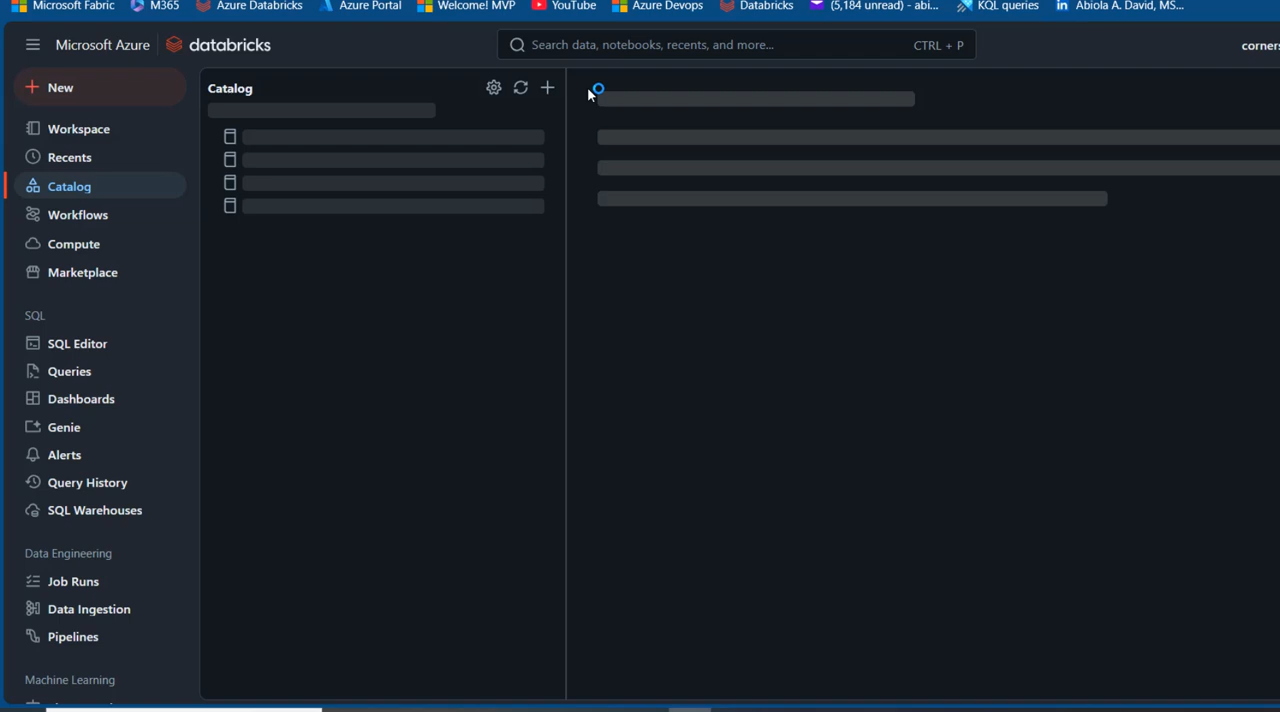 Microsoft Fabric M365 Azure Databricks Azure Portal Welcome! MVP YouTube Azure Devops Databricks (5,184 unread) - abi... KQL queries in Abiola A. David, MS...
Microsoft Azure databricks Search data, notebooks, recents, and more... CTRL + P
New
Catalog
Workspace
Recents
Catalog
Workflows
Compute
Marketplace
SQL
SQL Editor
Queries
Dashboards
Genie
Alerts
Query History
SQL Warehouses
Data Engineering
Job Runs
Data Ingestion
Pipelines
Machine Learning